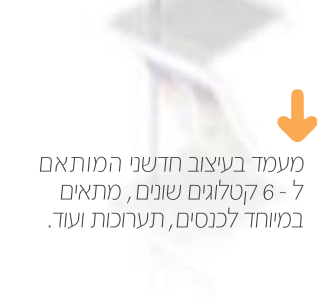 מעמד בעיצוב חדשני המותאם
ל - 6 קטלוגים שונים, מתאים
במיוחד לכנסים, תערוכות ועוד.